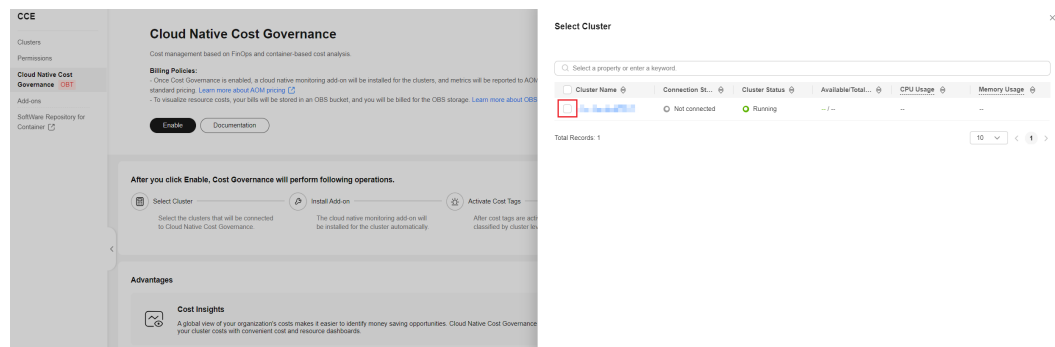 CCE
Clusters
Permissions
Cloud Native Cost
Governance OBT
Add-ons
SoftWare Repository for
Container
Cloud Native Cost Governance
Cost management based on FinOps and container-based cost analysis.
Billing Policies:
- Once Cost Governance is enabled, a cloud native monitoring add-on will be installed for the clusters, and metrics will be reported to AOM
standard pricing. Learn more about AOM pricing
- To visualize resource costs, your bills will be stored in an OBS bucket, and you will be billed for the OBS storage. Learn more about OBS
Enable Documentation
After you click Enable, Cost Governance will perform following operations.
Select Cluster
Select the clusters that will be connected
to Cloud Native Cost Governance.
Install Add-on
The cloud native monitoring add-on will
be installed for the cluster automatically.
Activate Cost Tags
After cost tags are acti
classified by cluster lev
Advantages
Cost Insights
A global view of your organization's costs makes it easier to identify money saving opportunities. Cloud Native Cost Governance
your cluster costs with convenient cost and resource dashboards.
Select Cluster
Select a property or enter a keyword.
Cluster Name Connection St... Cluster Status Available/Total... CPU Usage Memory Usage
Not connected Running -- / -- -- --
Total Records: 1
10 < 1 >